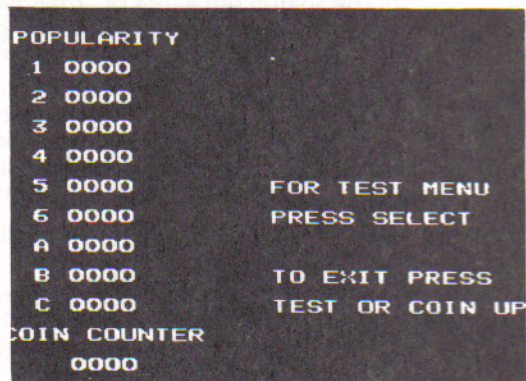 POPULARITY
1 0000
2 0000
3 0000
4 0000
5 0000 FOR TEST MENU
6 0000 PRESS SELECT
A 0000
B 0000 TO EXIT PRESS
C 0000 TEST OR COIN UP
COIN COUNTER
0000